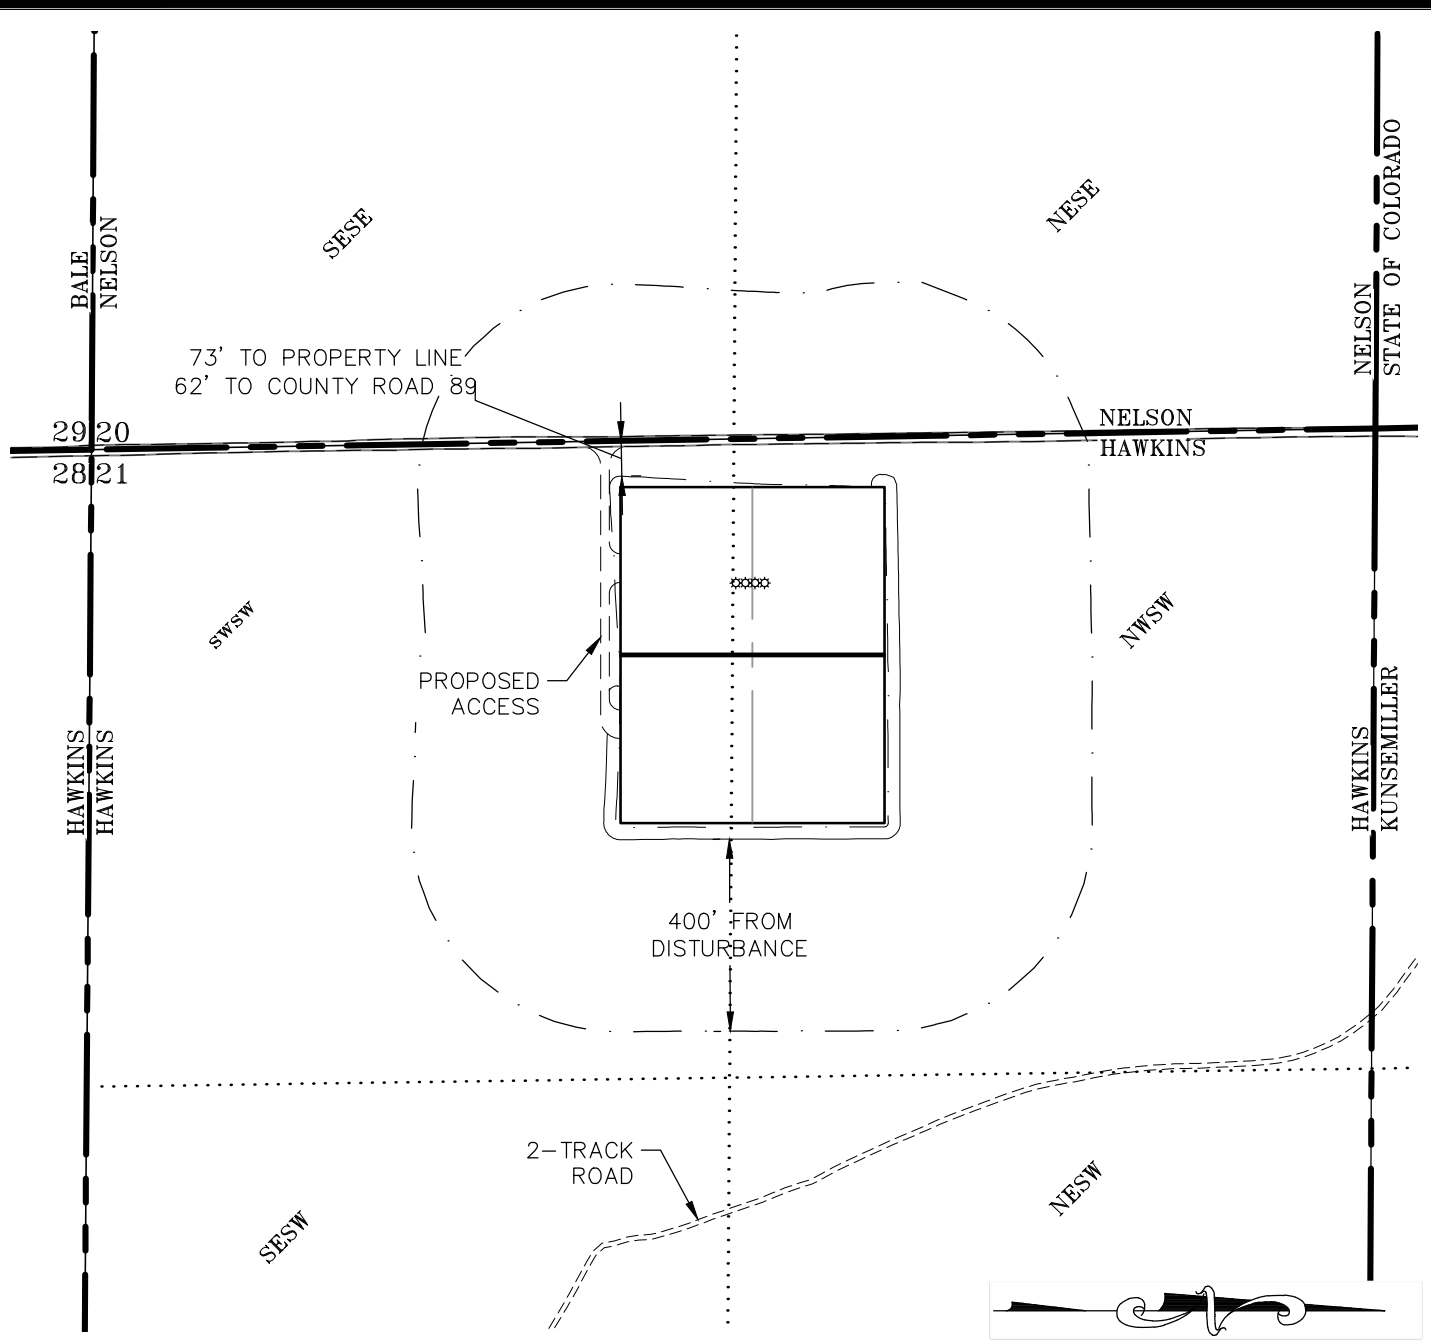 STATE OF COLORADO
NELSON
NESE
SESE
BALE
NELSON
73' TO PROPERTY LINE
62' TO COUNTY ROAD 89
NELSON
HAWKINS
29 20
28 21
SWSW
NWSW
PROPOSED
ACCESS
HAWKINS
HAWKINS
HAWKINS
KUNSEMILLER
400' FROM
DISTURBANCE
2-TRACK
ROAD
NESW
SESW
N